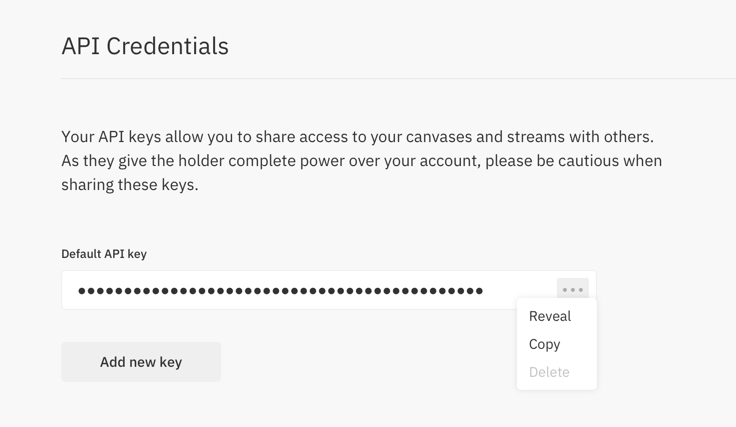 API Credentials
Your API keys allow you to share access to your canvases and streams with others.
As they give the holder complete power over your account, please be cautious when
sharing these keys.
Default API key
●●●●●●●●●●●●●●●●●●●●●●●●●●●●●●●●●●●●●●●●●●●●
Reveal
Copy
Delete
Add new key